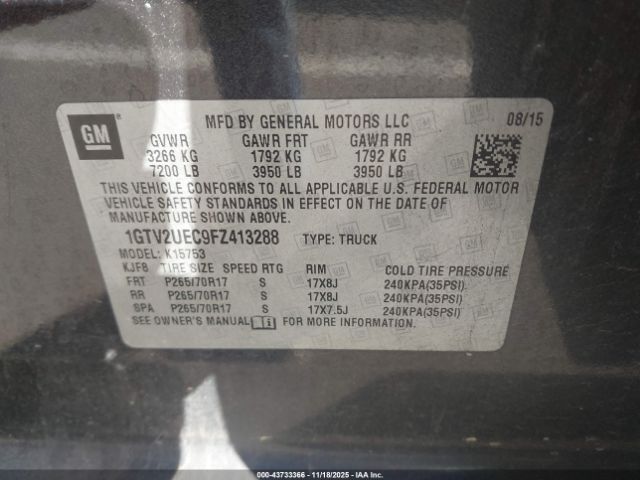 GM
MFD BY GENERAL MOTORS LLC 08/15
GVWR GAWR FRT GAWR RR
3266 KG 1792 KG 1792 KG
7200 LB 3950 LB 3950 LB
THIS VEHICLE CONFORMS TO ALL APPLICABLE U.S. FEDERAL MOTOR
VEHICLE SAFETY STANDARDS IN EFFECT ON THE DATE OF
MANUFACTURE SHOWN ABOVE.
1GTV2UEC9FZ413288 TYPE: TRUCK
MODEL: K15753
KJF8 TIRE SIZE SPEED RTG RIM COLD TIRE PRESSURE
FRT P265/70R17 S 17X8J 240KPA(35PSI)
RR P265/70R17 S 17X8J 240KPA(35PSI)
SPA P265/70R17 S 17X7.5J 240KPA(35PSI)
SEE OWNER'S MANUAL FOR MORE INFORMATION.
000-43733366 - 11/18/2025 - IAA Inc.